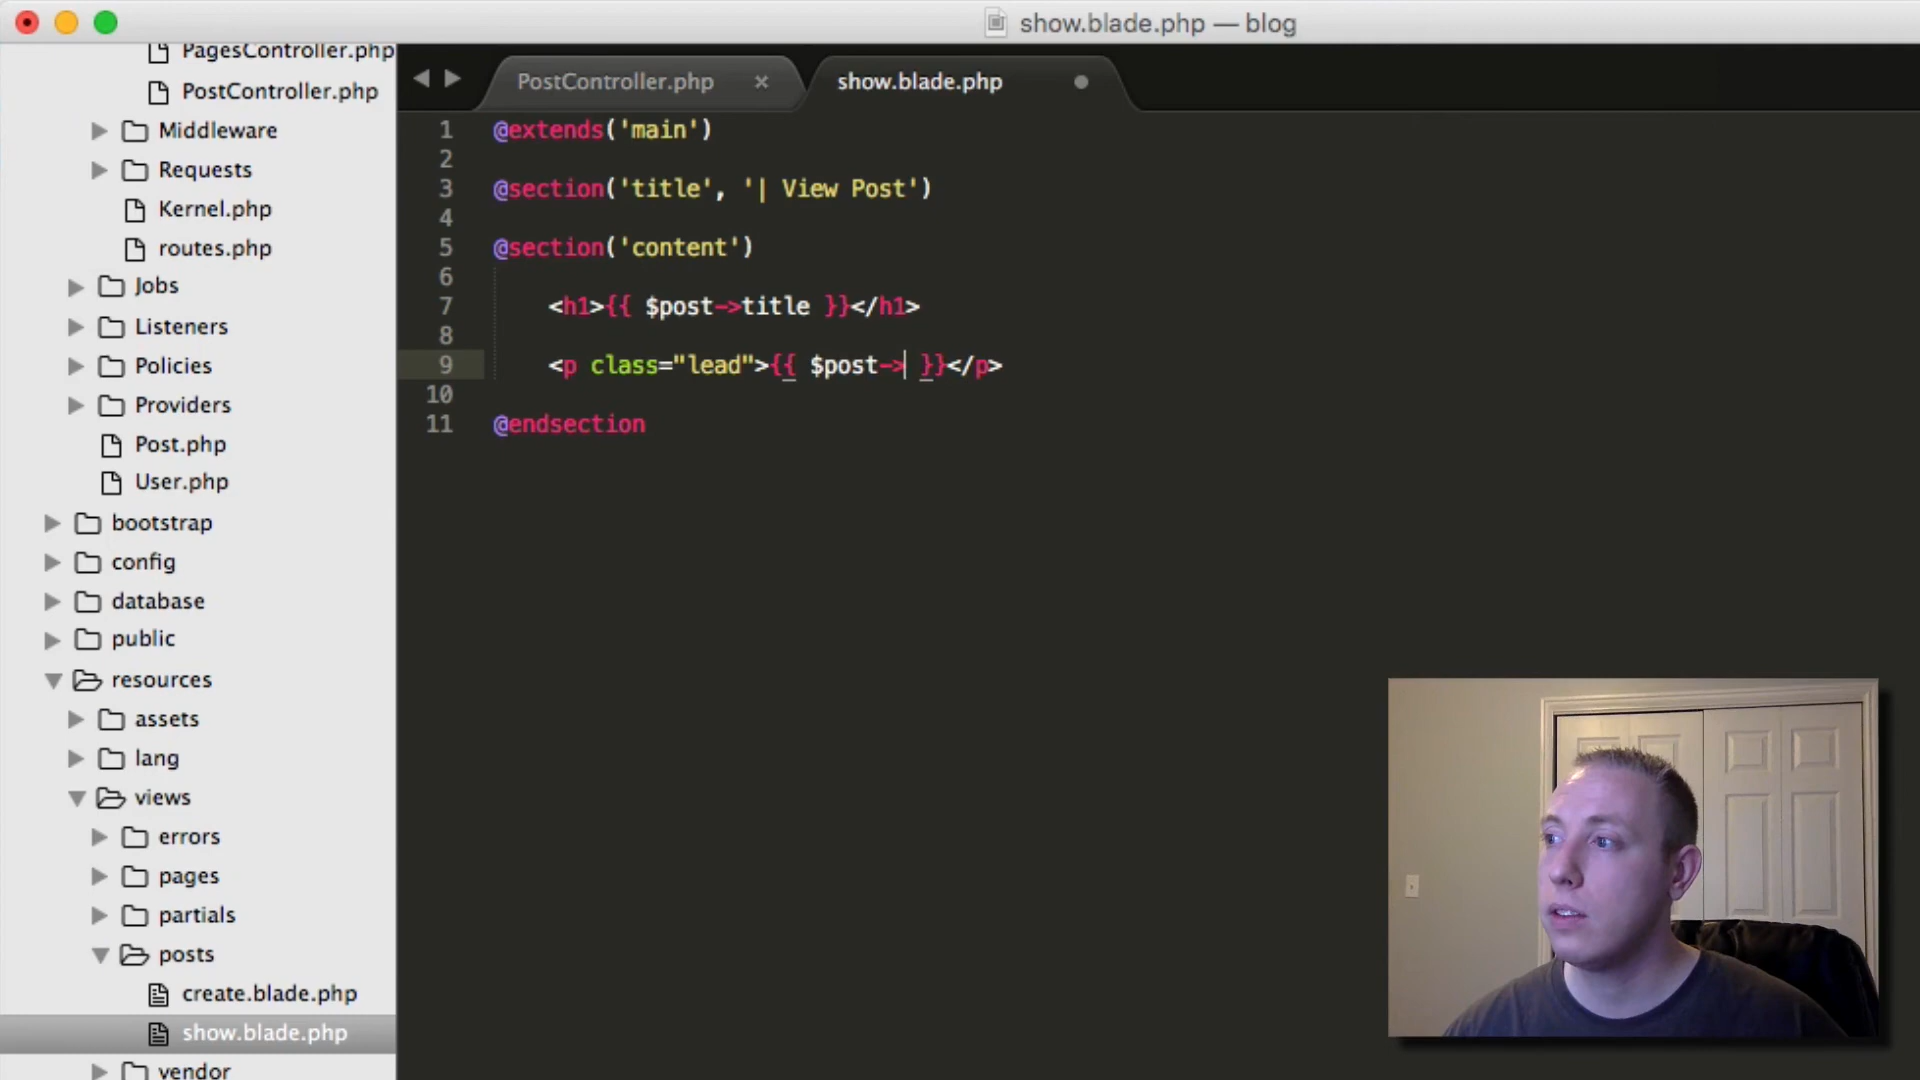 show.blade.php — blog
PagesController.php
PostController.php
Middleware
Requests
Kernel.php
routes.php
Jobs
Listeners
Policies
Providers
Post.php
User.php
bootstrap
config
database
public
resources
assets
lang
views
errors
pages
partials
posts
create.blade.php
show.blade.php
vendor
PostController.php
show.blade.php
1 @extends('main')
2
3 @section('title', '| View Post')
4
5 @section('content')
6
7 <h1>{{ $post->title }}</h1>
8
9 <p class="lead">{{ $post-> }}</p>
10
11 @endsection